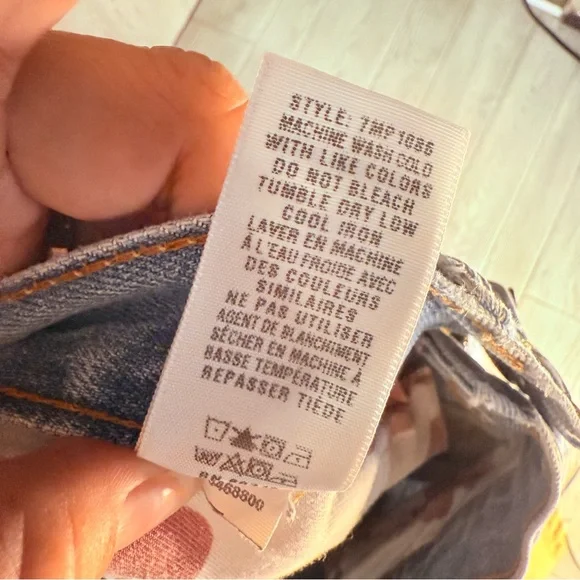 STYLE: TMP1086
MACHINE WASH COLD
WITH LIKE COLORS
DO NOT BLEACH
TUMBLE DRY LOW
COOL IRON
LAVER EN MACHINE
À L'EAU FROIDE AVEC
DES COULEURS
SIMILAIRES
NE PAS UTILISER
AGENT DE BLANCHIMENT
SÉCHER EN MACHINE À
BASSE TEMPÉRATURE
REPASSER TIÈDE